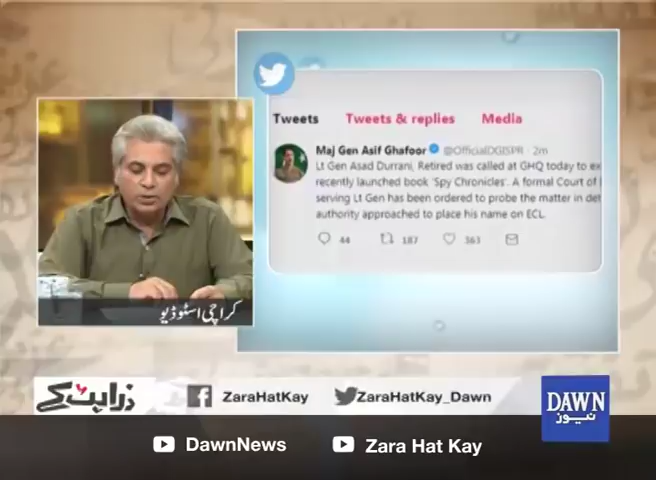 Tweets Tweets & replies Media
Maj Gen Asif Ghafoor @OfficialDGISPR · 2m
Lt Gen Asad Durrani, Retired was called at GHQ today to ex
recently launched book 'Spy Chronicles'. A formal Court of
serving Lt Gen has been ordered to probe the matter in det
authority approached to place his name on ECL.
44 187 363
کراچی اسٹوڈیو
ذرا ہٹ کے
ZaraHatKay
ZaraHatKay_Dawn
DAWN
نیوز
DawnNews
Zara Hat Kay